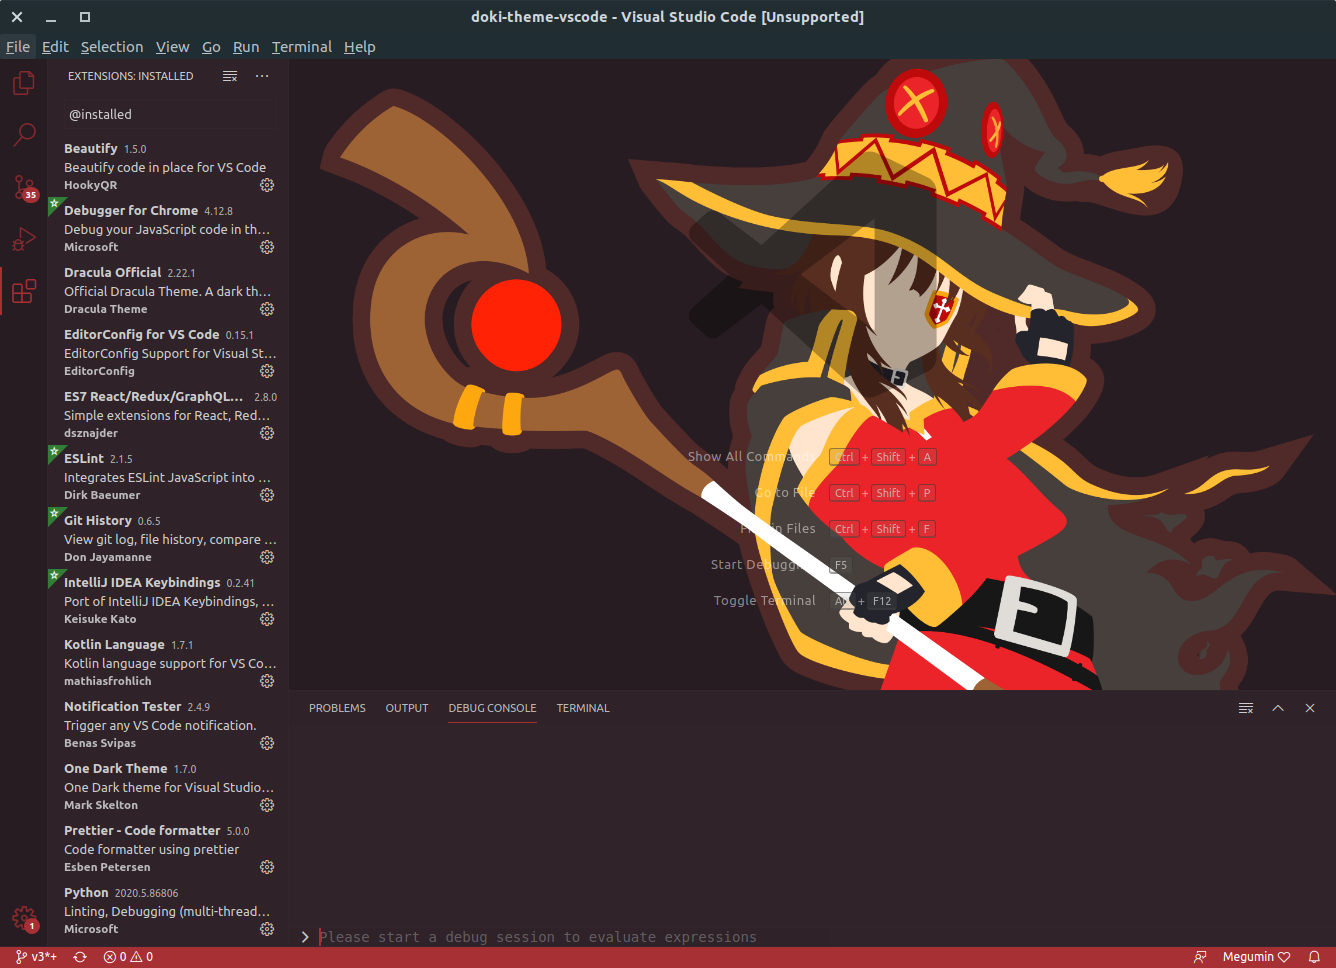 doki-theme-vscode - Visual Studio Code [Unsupported]
File Edit Selection View Go Run Terminal Help
EXTENSIONS: INSTALLED
@installed
Beautify 1.5.0
Beautify code in place for VS Code
HookyQR
35
Debugger for Chrome 4.12.8
Debug your JavaScript code in th...
Microsoft
Dracula Official 2.22.1
Official Dracula Theme. A dark th...
Dracula Theme
EditorConfig for VS Code 0.15.1
EditorConfig Support for Visual St...
EditorConfig
ES7 React/Redux/GraphQL... 2.8.0
Simple extensions for React, Red...
dsznajder
ESLint 2.1.5
Integrates ESLint JavaScript into ...
Dirk Baeumer
Git History 0.6.5
View git log, file history, compare ...
Don Jayamanne
IntelliJ IDEA Keybindings 0.2.41
Port of IntelliJ IDEA Keybindings, ...
Keisuke Kato
Kotlin Language 1.7.1
Kotlin language support for VS Co...
mathiasfrohlich
Notification Tester 2.4.9
Trigger any VS Code notification.
Benas Svipas
One Dark Theme 1.7.0
One Dark theme for Visual Studio...
Mark Skelton
Prettier - Code formatter 5.0.0
Code formatter using prettier
Esben Petersen
Python 2020.5.86806
Linting, Debugging (multi-thread...
Microsoft
1
Show All Commands Ctrl + Shift + A
Go to File Ctrl + Shift + P
Find in Files Ctrl + Shift + F
Start Debugging F5
Toggle Terminal Alt + F12
PROBLEMS OUTPUT DEBUG CONSOLE TERMINAL
Please start a debug session to evaluate expressions
v3*+ 0 0 Megumin♡